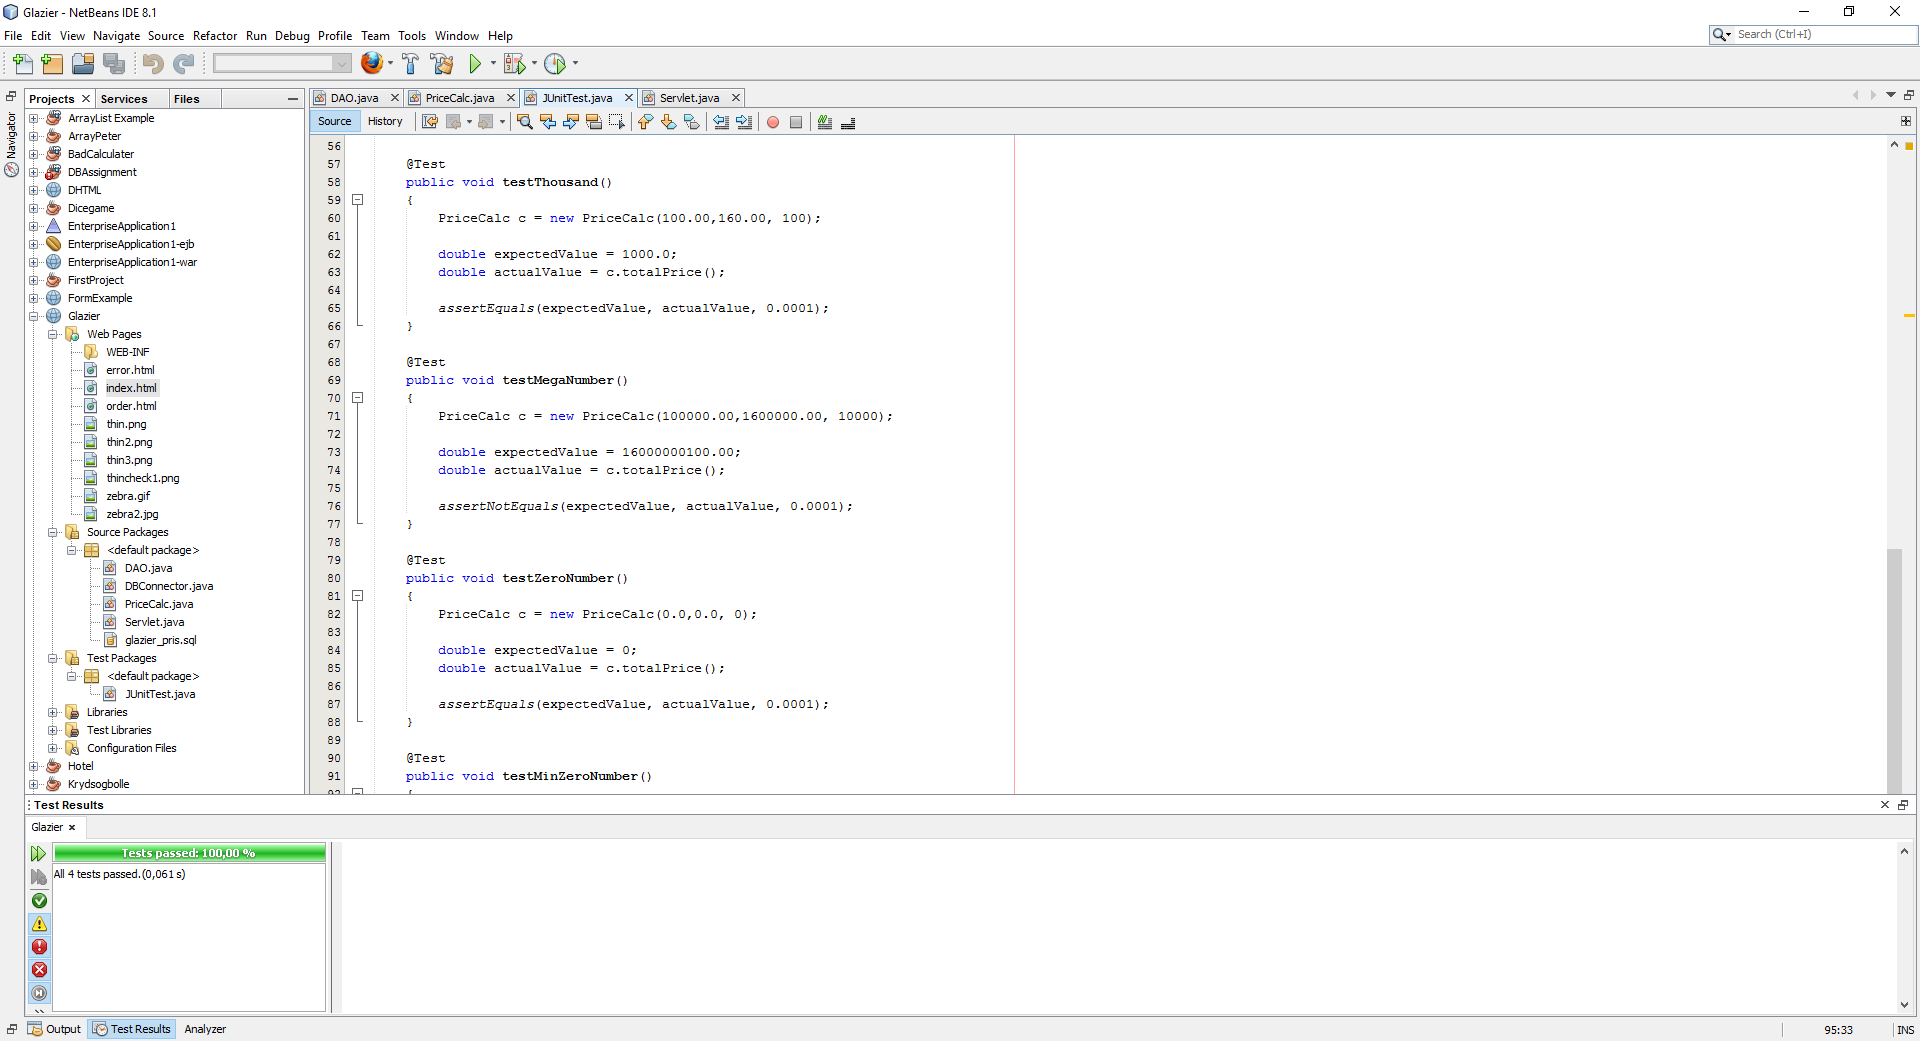 Glazier - NetBeans IDE 8.1
File Edit View Navigate Source Refactor Run Debug Profile Team Tools Window Help
Search (Ctrl+I)
Navigator
Projects Services Files
ArrayList Example
ArrayPeter
BadCalculater
DBAssignment
DHTML
Dicegame
EnterpriseApplication1
EnterpriseApplication1-ejb
EnterpriseApplication1-war
FirstProject
FormExample
Glazier
Web Pages
WEB-INF
error.html
index.html
order.html
thin.png
thin2.png
thin3.png
thincheck1.png
zebra.gif
zebra2.jpg
Source Packages
<default package>
DAO.java
DBConnector.java
PriceCalc.java
Servlet.java
glazier_pris.sql
Test Packages
<default package>
JUnitTest.java
Libraries
Test Libraries
Configuration Files
Hotel
Krydsogbolle
DAO.java PriceCalc.java JUnitTest.java Servlet.java
Source History
56
57 @Test
58 public void testThousand()
59 {
60 PriceCalc c = new PriceCalc(100.00,160.00, 100);
61
62 double expectedValue = 1000.0;
63 double actualValue = c.totalPrice();
64
65 assertEquals(expectedValue, actualValue, 0.0001);
66 }
67
68 @Test
69 public void testMegaNumber()
70 {
71 PriceCalc c = new PriceCalc(100000.00,1600000.00, 10000);
72
73 double expectedValue = 16000000100.00;
74 double actualValue = c.totalPrice();
75
76 assertNotEquals(expectedValue, actualValue, 0.0001);
77 }
78
79 @Test
80 public void testZeroNumber()
81 {
82 PriceCalc c = new PriceCalc(0.0,0.0, 0);
83
84 double expectedValue = 0;
85 double actualValue = c.totalPrice();
86
87 assertEquals(expectedValue, actualValue, 0.0001);
88 }
89
90 @Test
91 public void testMinZeroNumber()
92 {
Test Results
Glazier
Tests passed: 100,00 %
All 4 tests passed.(0,061 s)
Output Test Results Analyzer
95:33 INS